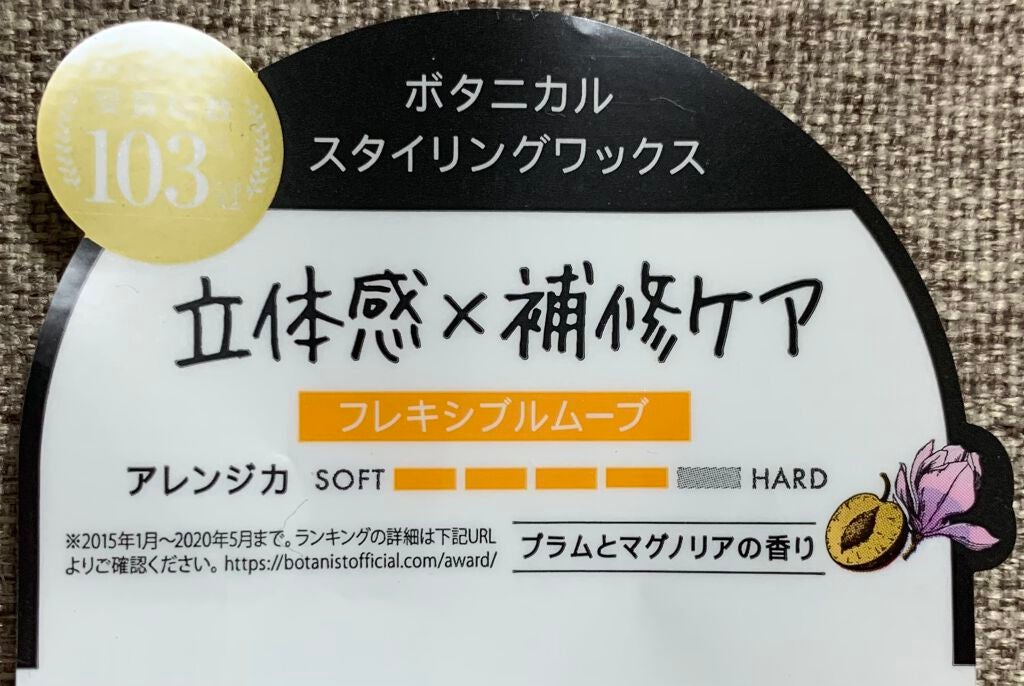 103
ボタニカル
スタイリングワックス
立体感×補修ケア
フレキシブルムーブ
アレンジ力 SOFT HARD
※2015年1月～2020年5月まで。ランキングの詳細は下記URL
よりご確認ください。https://botanistofficial.com/award/
プラムとマグノリアの香り